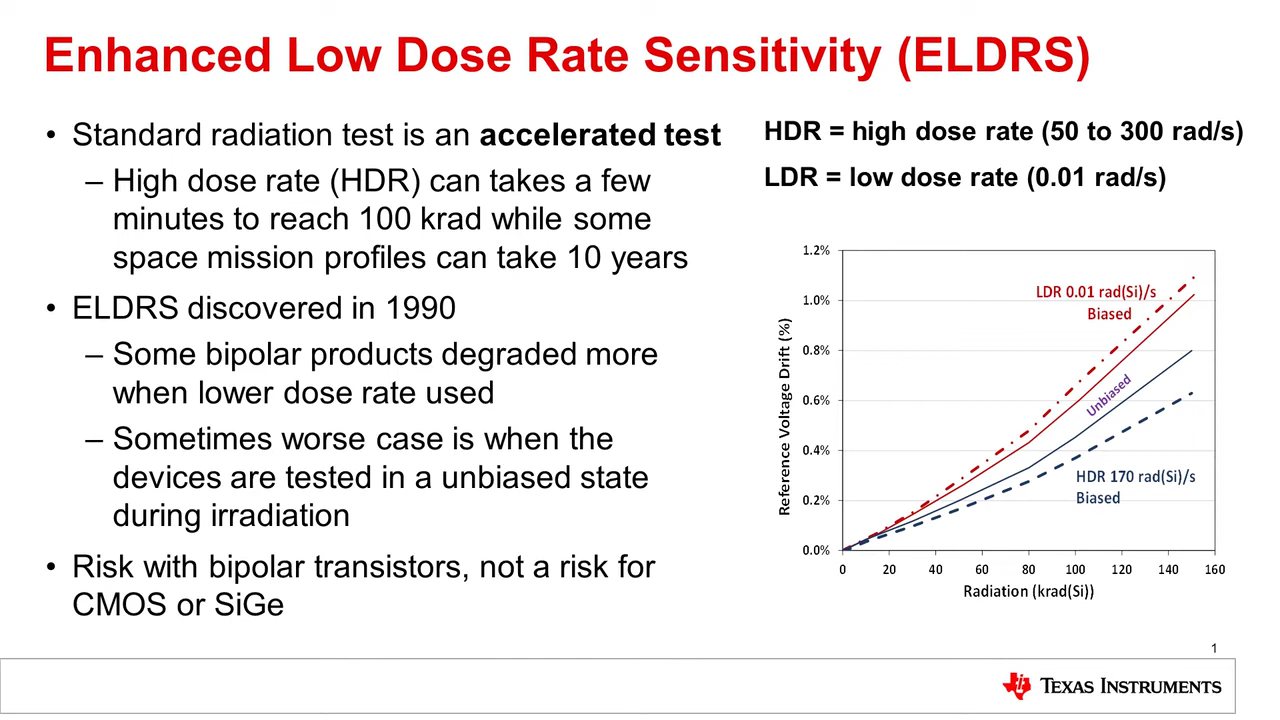 Enhanced Low Dose Rate Sensitivity (ELDRS)
• Standard radiation test is an accelerated test
– High dose rate (HDR) can takes a few
minutes to reach 100 krad while some
space mission profiles can take 10 years
• ELDRS discovered in 1990
– Some bipolar products degraded more
when lower dose rate used
– Sometimes worse case is when the
devices are tested in a unbiased state
during irradiation
• Risk with bipolar transistors, not a risk for
CMOS or SiGe
HDR = high dose rate (50 to 300 rad/s)
LDR = low dose rate (0.01 rad/s)
Reference Voltage Drift (%)
1.2%
1.0%
0.8%
0.6%
0.4%
0.2%
0.0%
LDR 0.01 rad(Si)/s
Biased
Unbiased
HDR 170 rad(Si)/s
Biased
0 20 40 60 80 100 120 140 160
Radiation (krad(Si))
1
TEXAS INSTRUMENTS